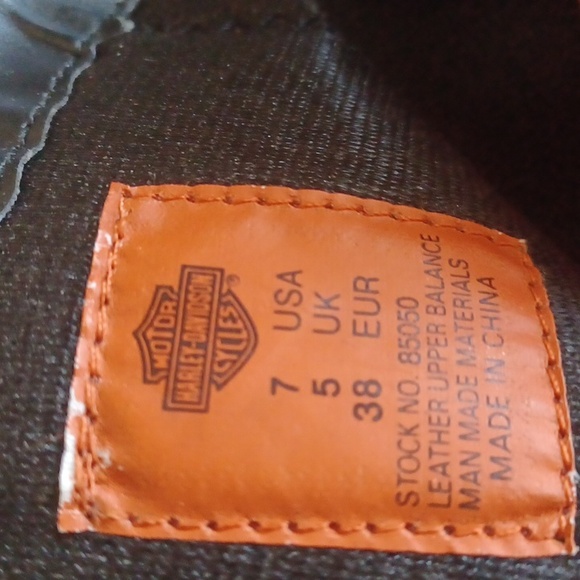 MOTOR
HARLEY-DAVIDSON
CYCLES®
7 USA
5 UK
38 EUR
STOCK NO. 85050
LEATHER UPPER BALANCE
MAN MADE MATERIALS
MADE IN CHINA